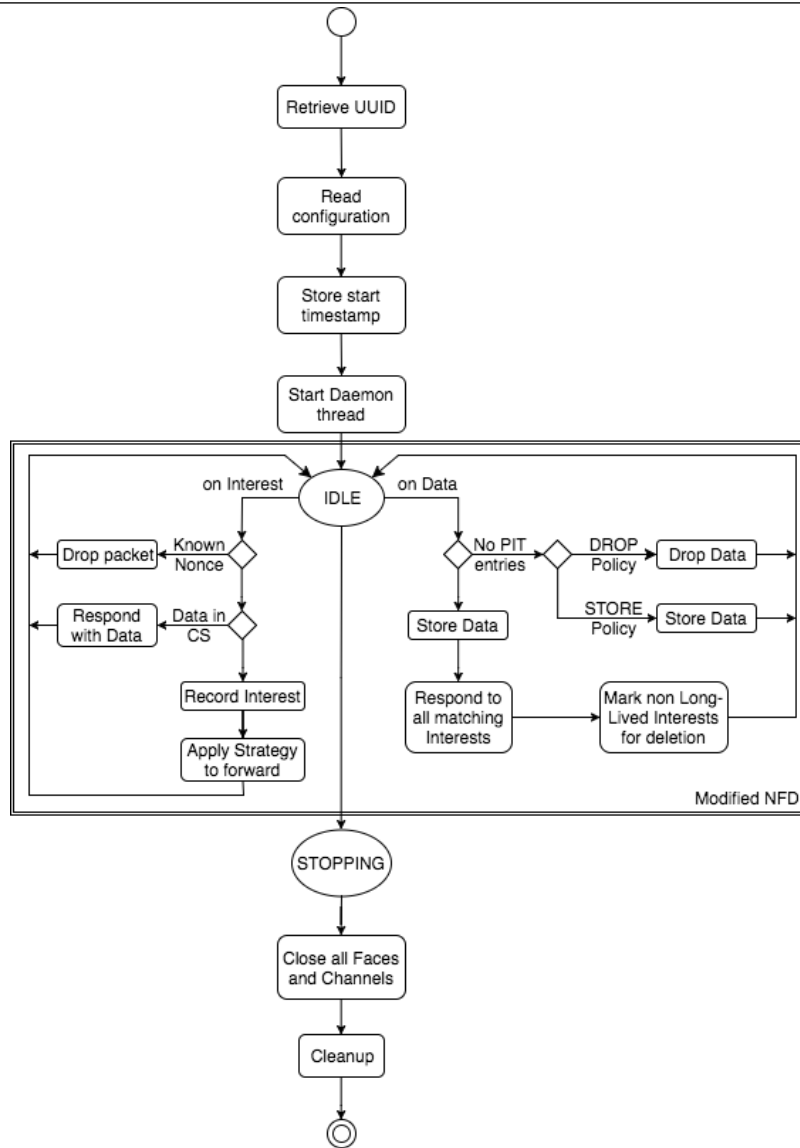 Retrieve UUID
Read
configuration
Store start
timestamp
Start Daemon
thread
on Interest
IDLE
on Data
Drop packet
Known
Nonce
No PIT
entries
DROP
Policy
Drop Data
Respond
with Data
Data in
CS
Store Data
STORE
Policy
Store Data
Record Interest
Respond to
all matching
Interests
Mark non Long-
Lived Interests
for deletion
Apply Strategy
to forward
Modified NFD
STOPPING
Close all Faces
and Channels
Cleanup